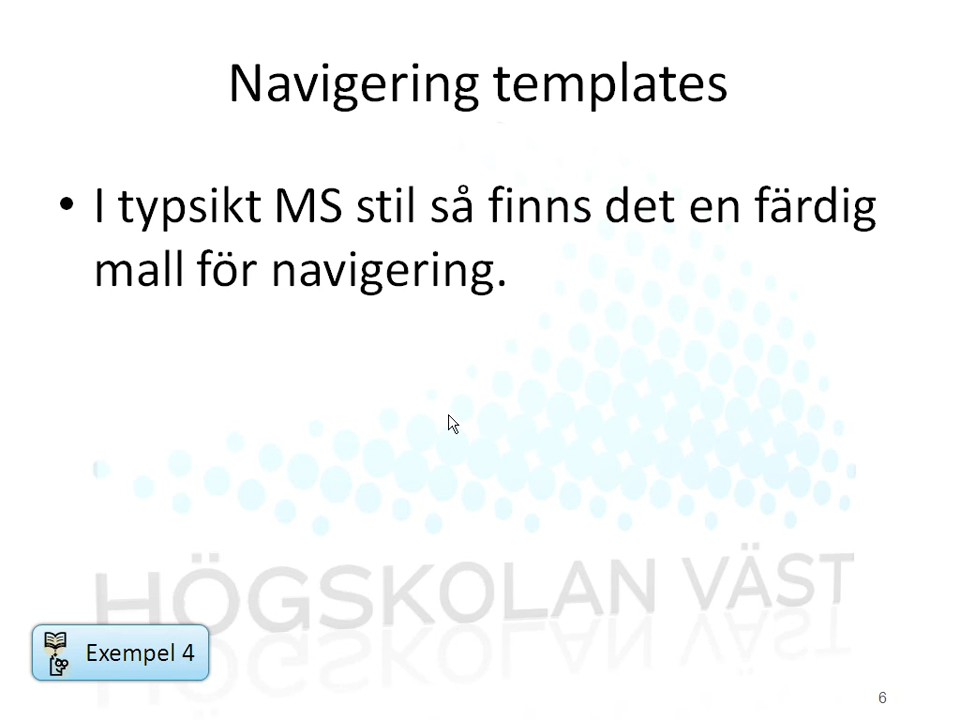 Navigering templates
• I typsikt MS stil så finns det en färdig
mall för navigering.
HÖGSKOLAN VÄST
Exempel 4
6